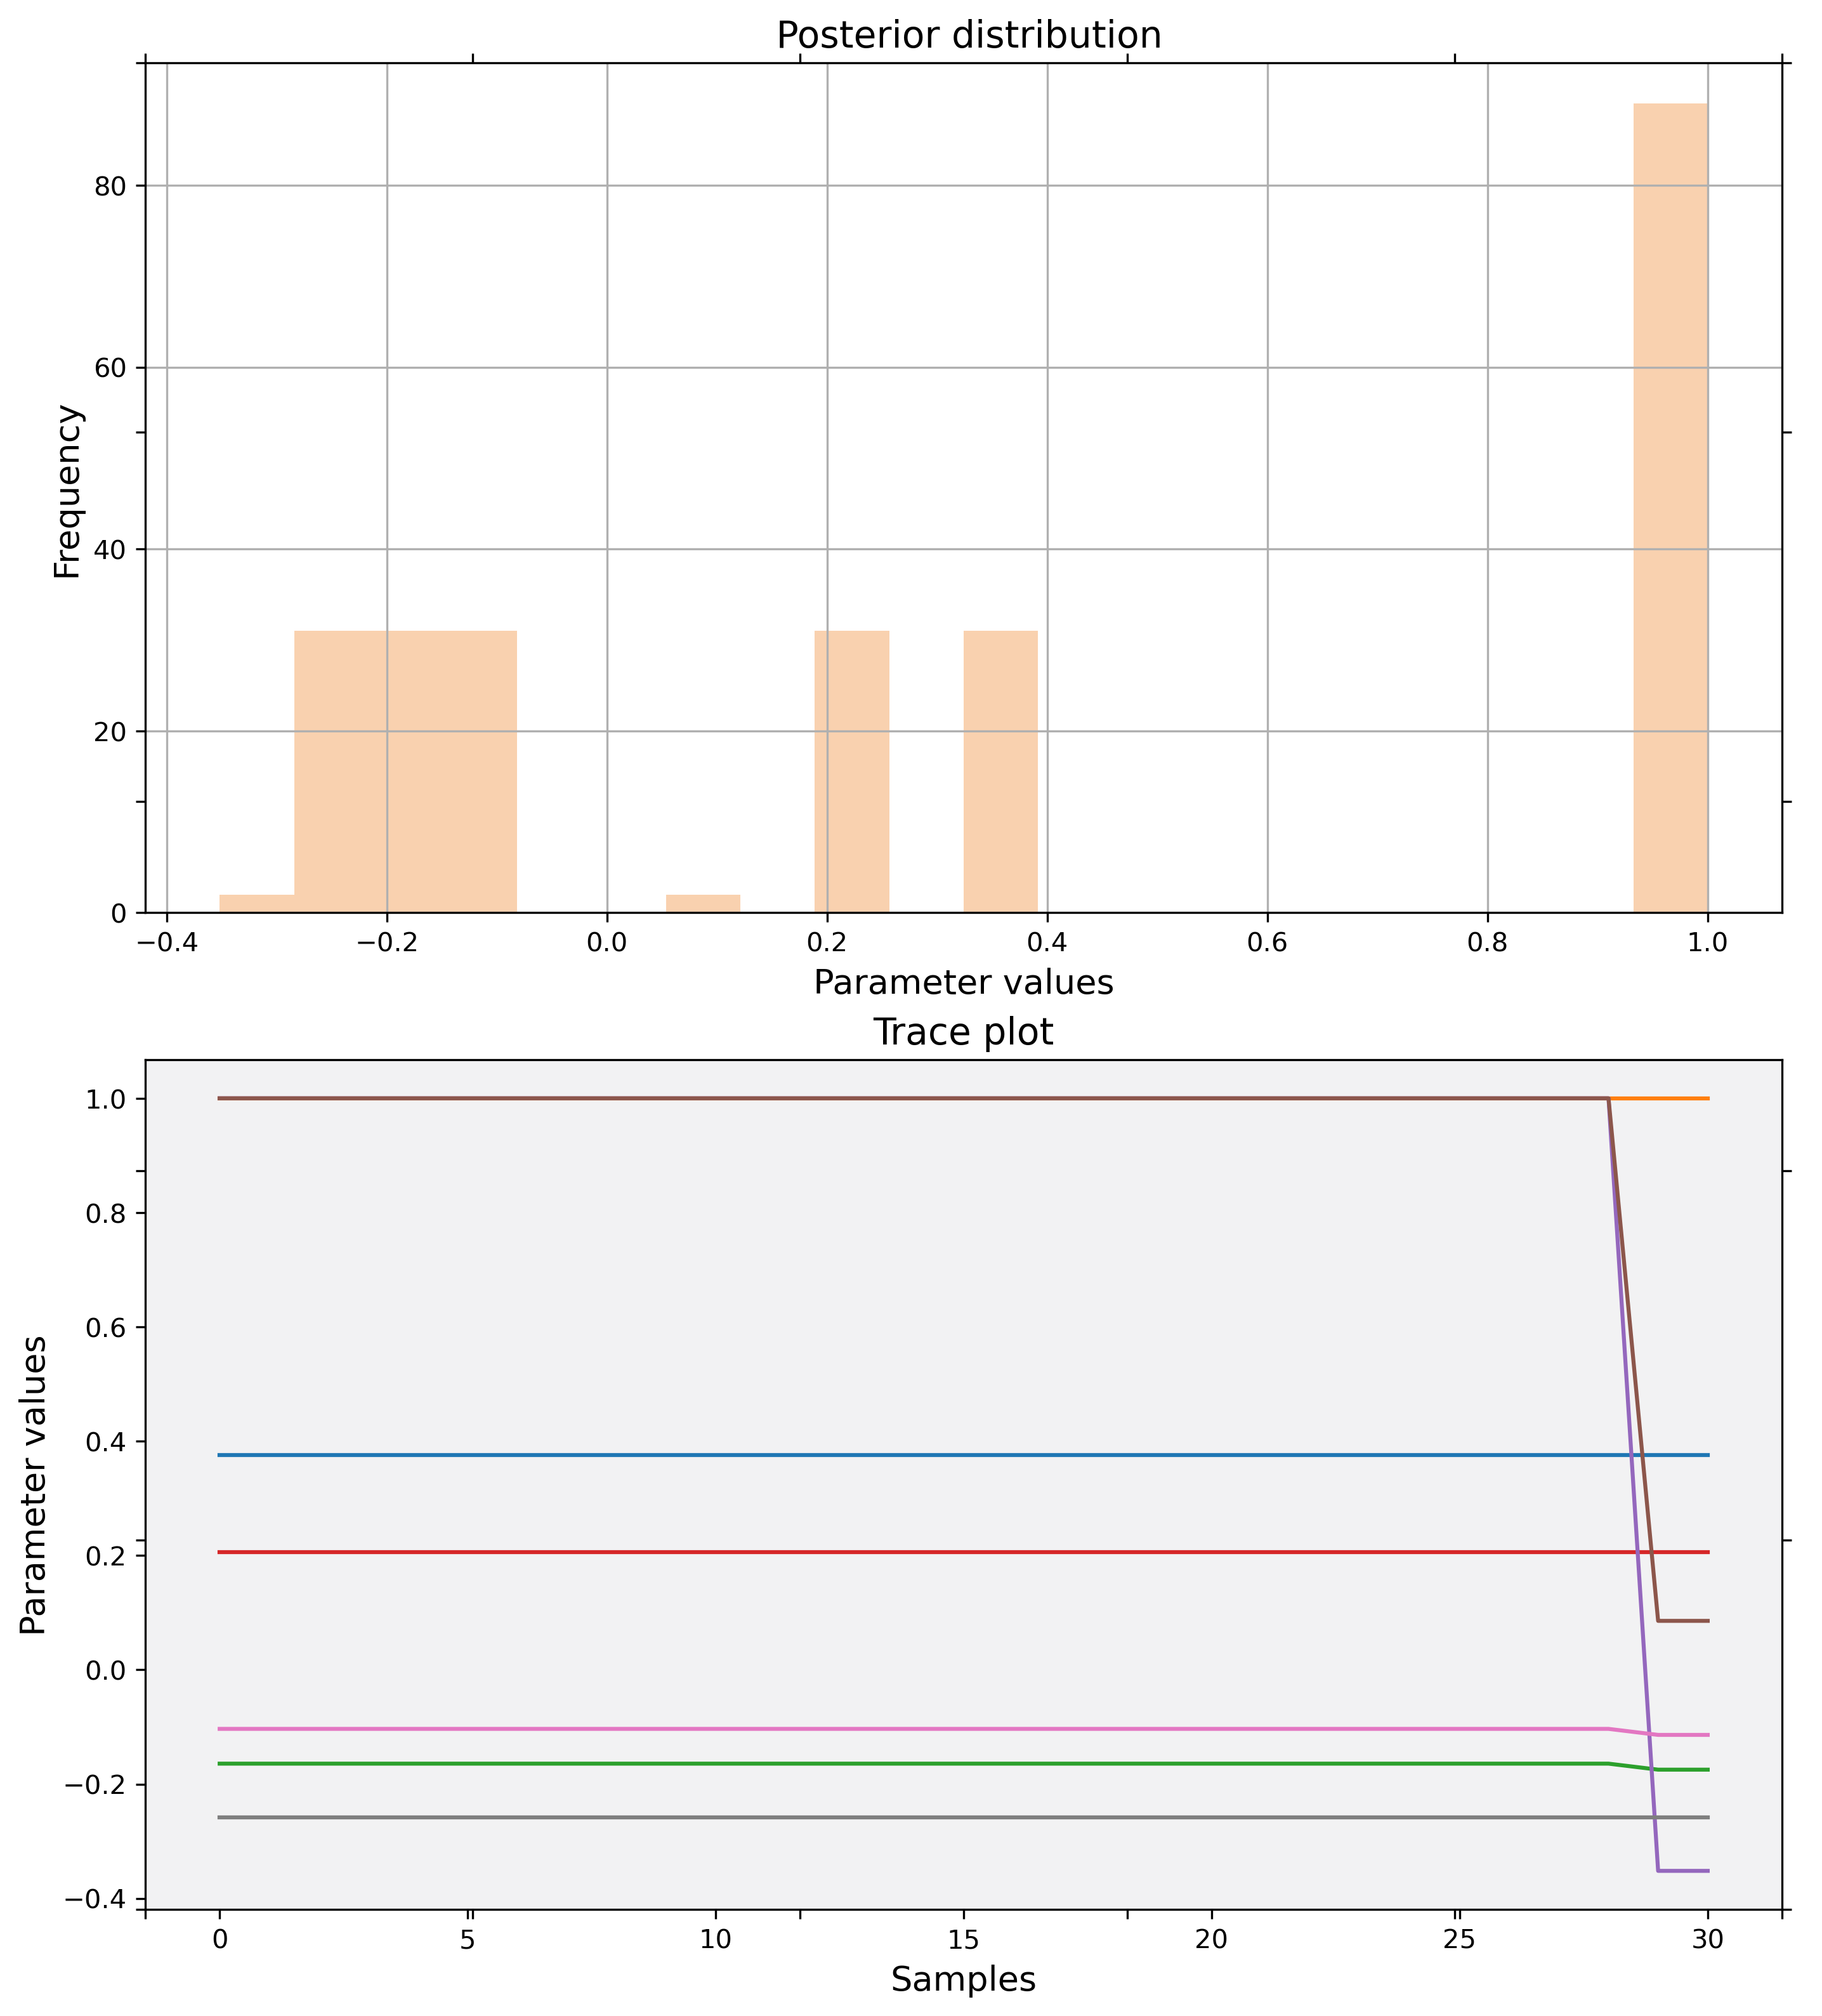 Posterior distribution
Frequency
80
60
40
20
0
−0.4 −0.2 0.0 0.2 0.4 0.6 0.8 1.0
Parameter values
Trace plot
Parameter values
1.0
0.8
0.6
0.4
0.2
0.0
−0.2
−0.4
0 5 10 15 20 25 30
Samples